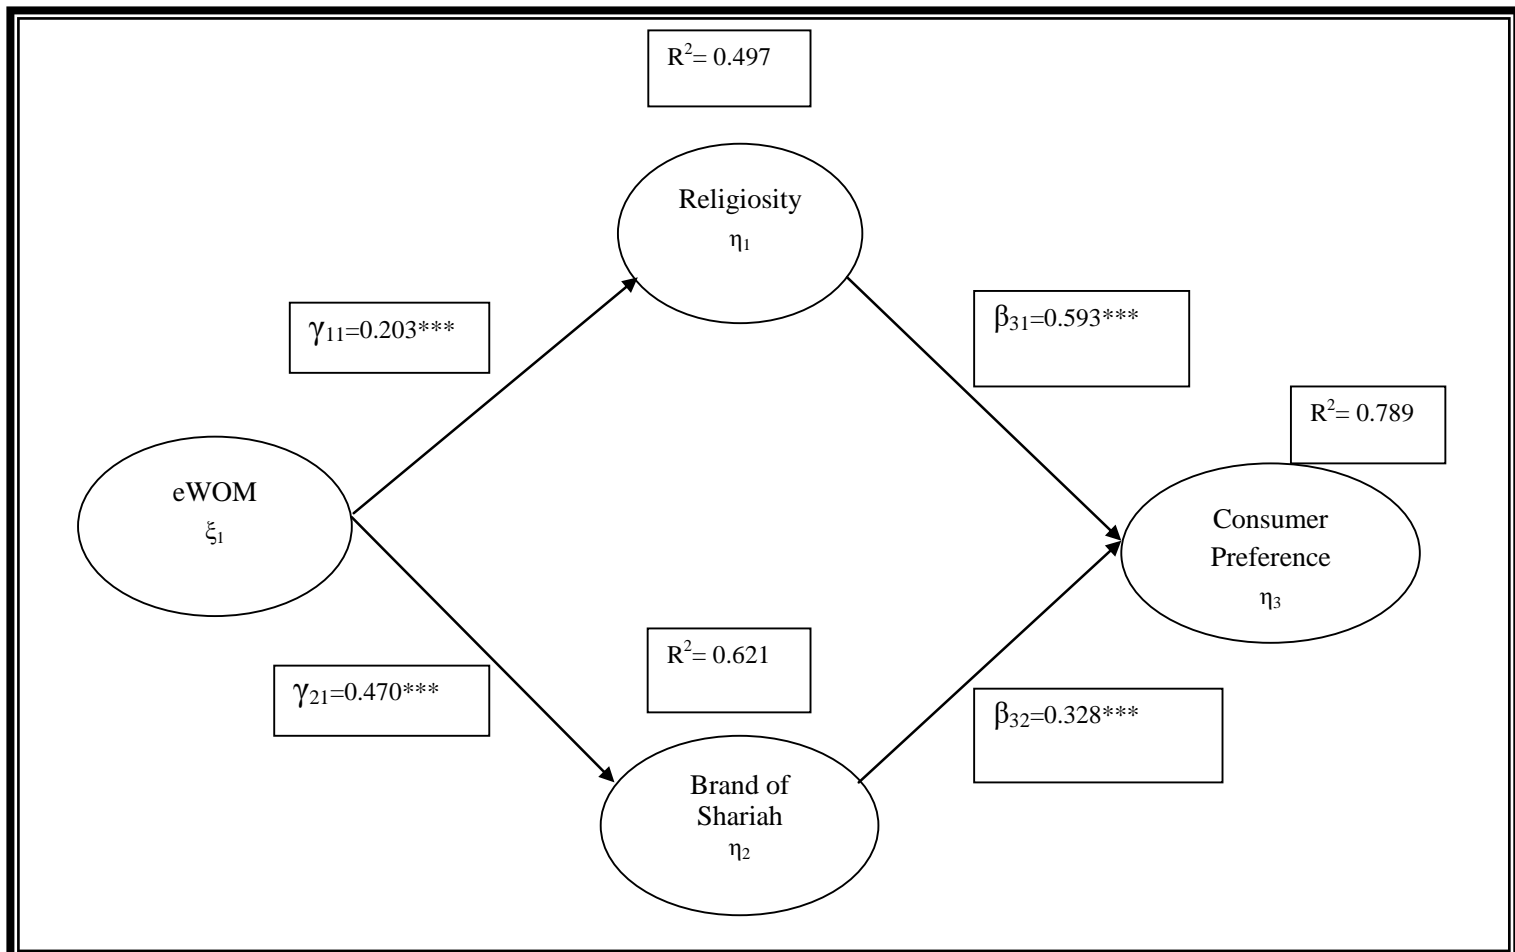 R²= 0.497
Religiosity
η₁
γ₁₁=0.203***
β₃₁=0.593***
R²= 0.789
eWOM
ξ₁
Consumer
Preference
η₃
R²= 0.621
γ₂₁=0.470***
β₃₂=0.328***
Brand of
Shariah
η₂